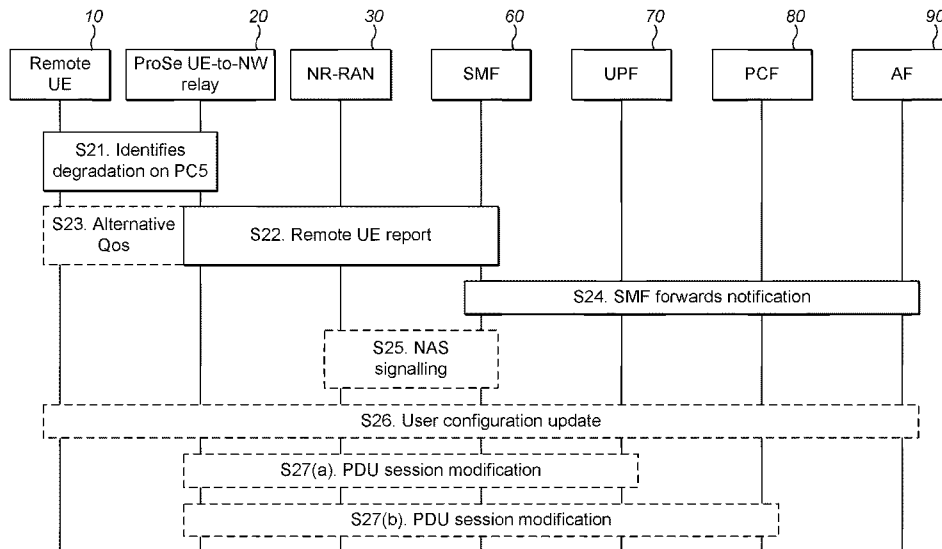 10
20
30
60
70
80
90
Remote
UE
ProSe UE-to-NW
relay
NR-RAN
SMF
UPF
PCF
AF
S21. Identifies
degradation on PC5
S23. Alternative
Qos
S22. Remote UE report
S24. SMF forwards notification
S25. NAS
signalling
S26. User configuration update
S27(a). PDU session modification
S27(b). PDU session modification